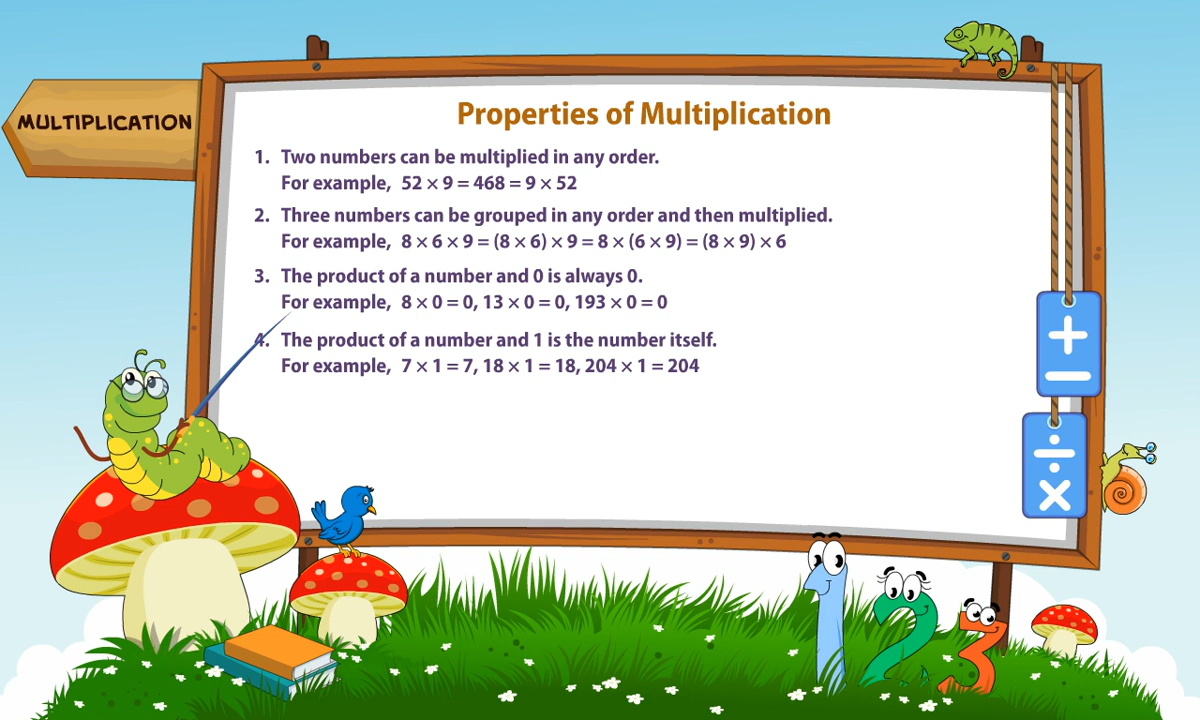 MULTIPLICATION
Properties of Multiplication
1. Two numbers can be multiplied in any order.
For example, 52 × 9 = 468 = 9 × 52
2. Three numbers can be grouped in any order and then multiplied.
For example, 8 × 6 × 9 = (8 × 6) × 9 = 8 × (6 × 9) = (8 × 9) × 6
3. The product of a number and 0 is always 0.
For example, 8 × 0 = 0, 13 × 0 = 0, 193 × 0 = 0
4. The product of a number and 1 is the number itself.
For example, 7 × 1 = 7, 18 × 1 = 18, 204 × 1 = 204
+
−
÷
×
1 2 3